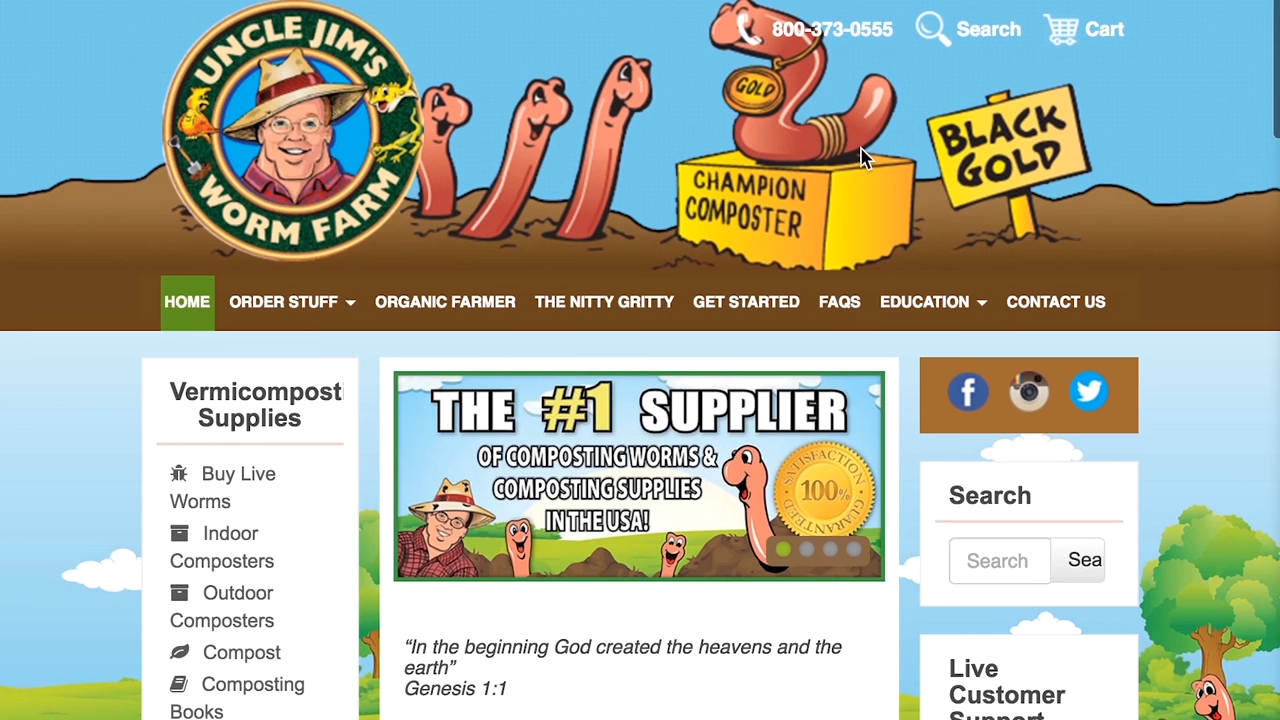 UNCLE JIM'S
WORM FARM
800-373-0555
Search
Cart
GOLD
CHAMPION
COMPOSTER
BLACK
GOLD
HOME
ORDER STUFF
ORGANIC FARMER
THE NITTY GRITTY
GET STARTED
FAQS
EDUCATION
CONTACT US
Vermicomposti
Supplies
Buy Live
Worms
Indoor
Composters
Outdoor
Composters
Compost
Composting
Books
THE #1 SUPPLIER
OF COMPOSTING WORMS &
COMPOSTING SUPPLIES
IN THE USA!
SATISFACTION
100%
GUARANTEED
“In the beginning God created the heavens and the
earth”
Genesis 1:1
Search
Search
Sea
Live
Customer
Support